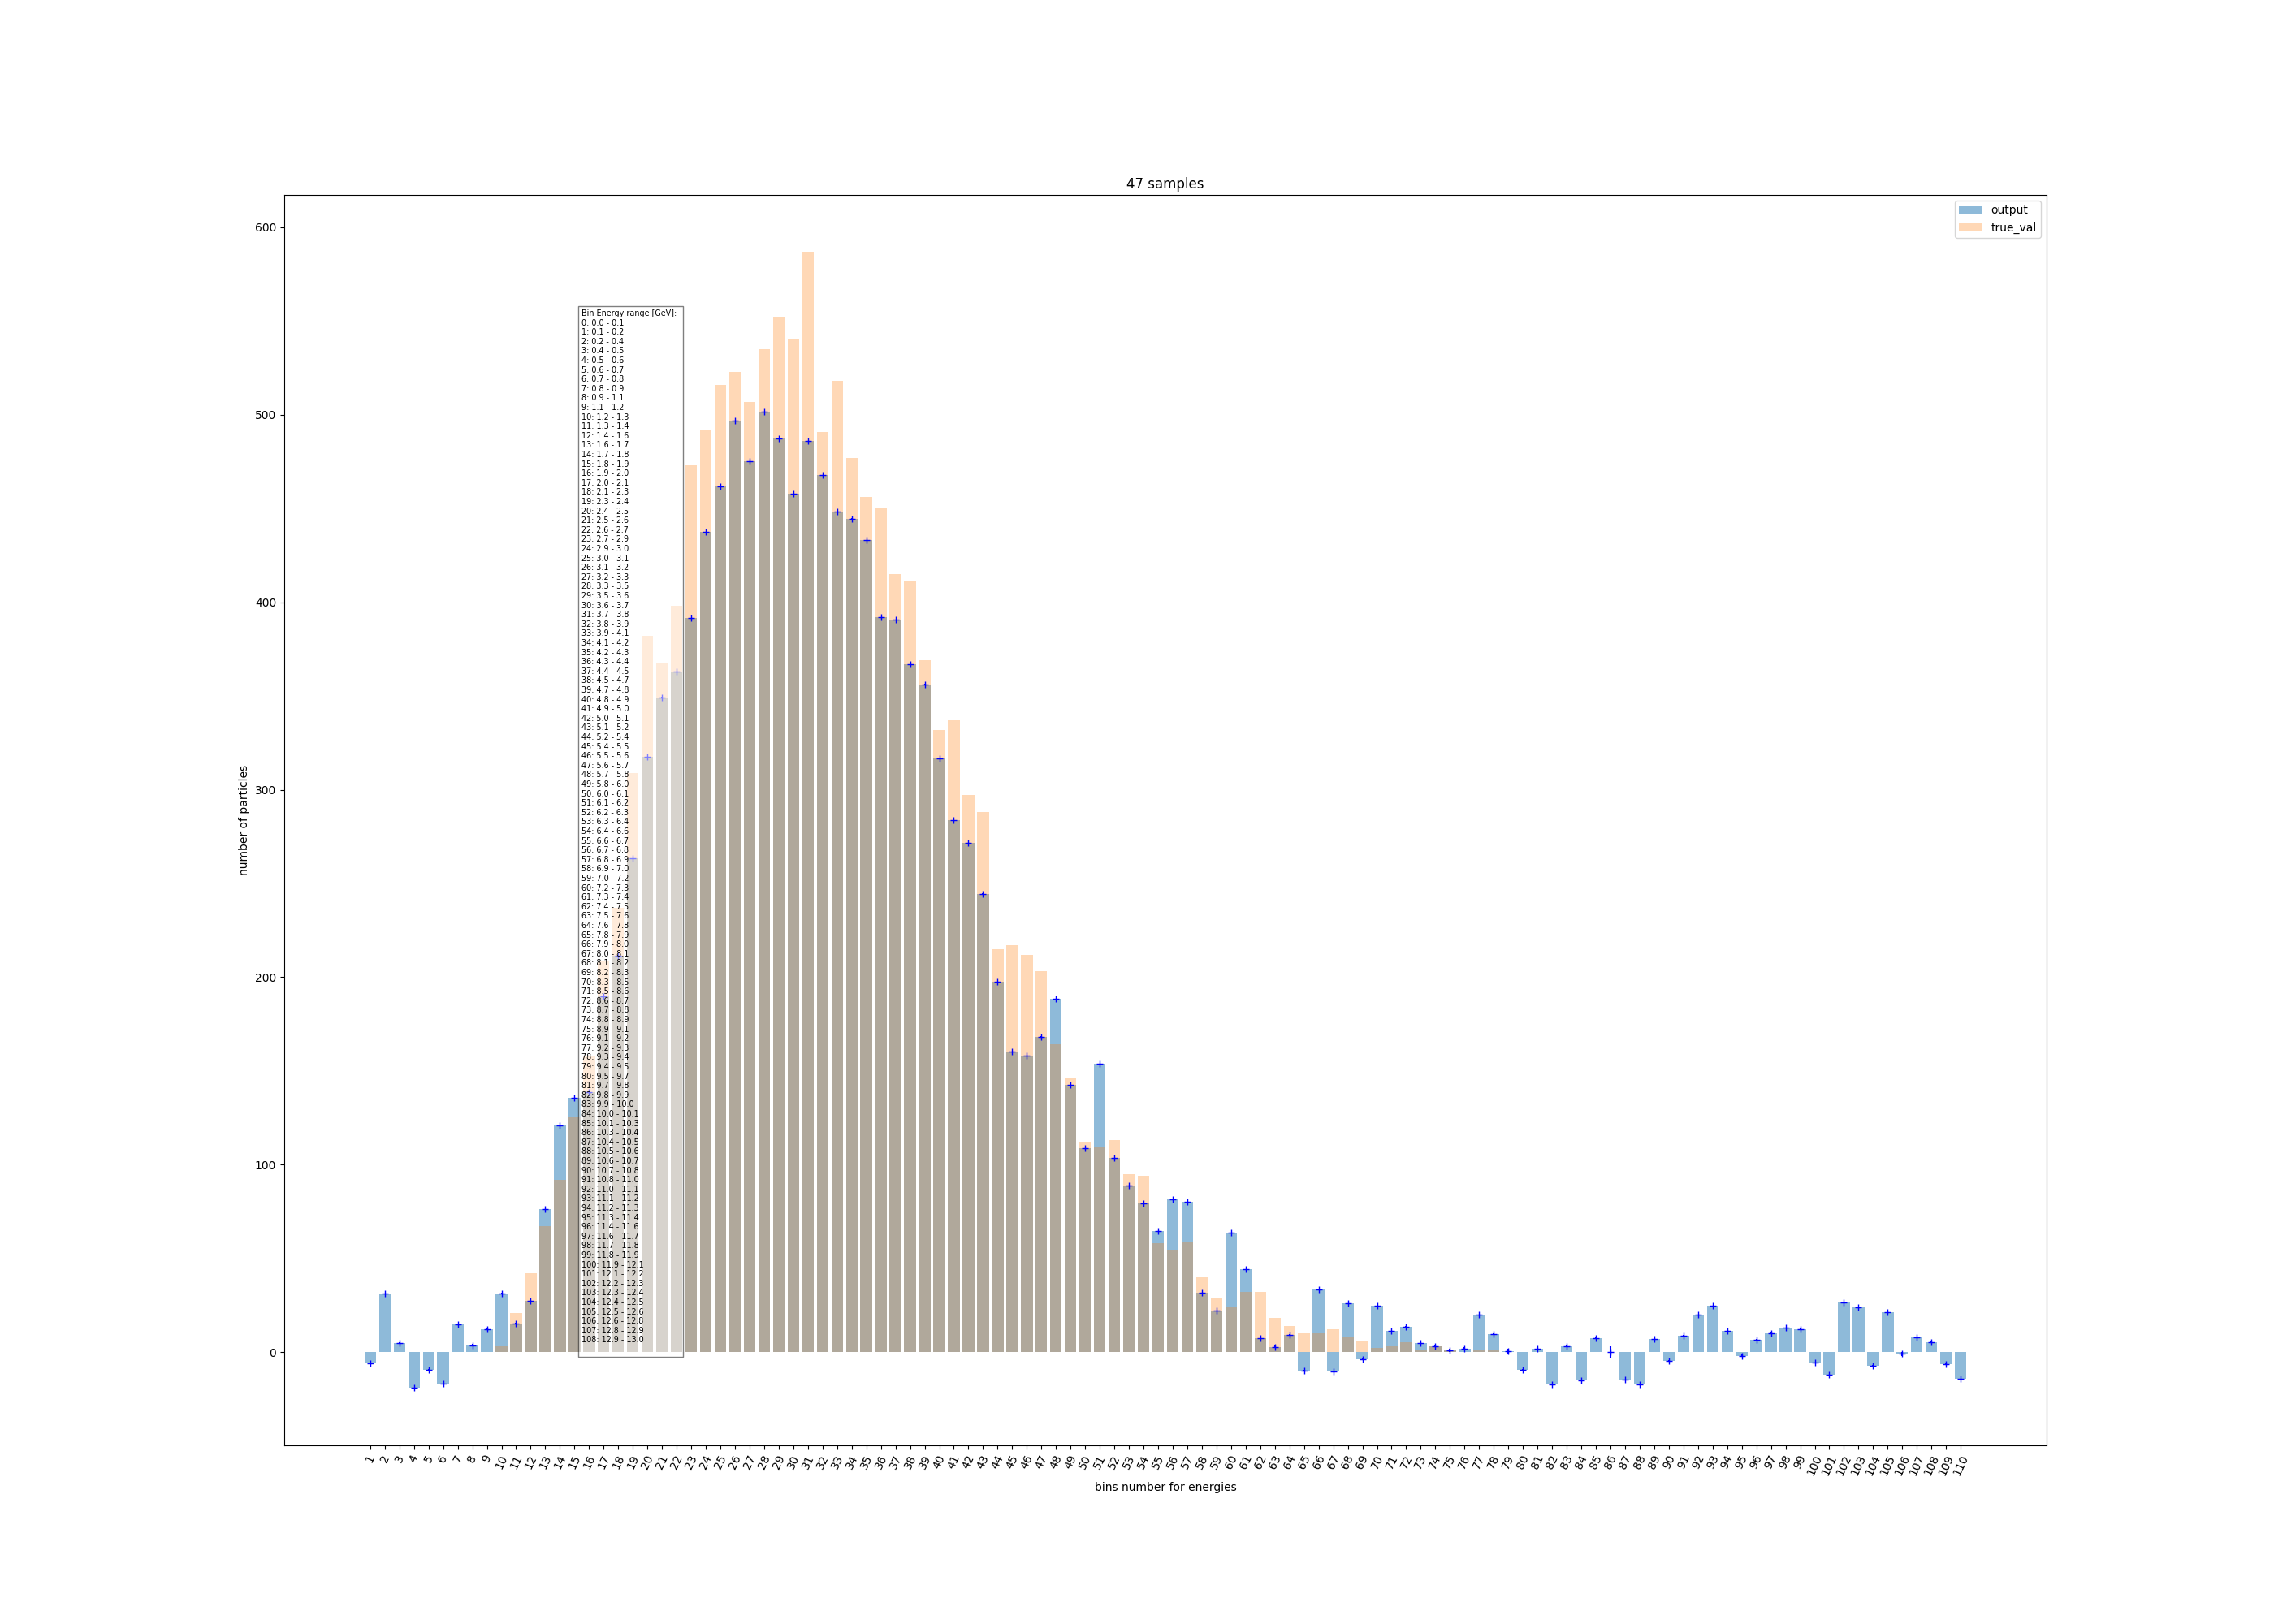 47 samples
output
true_val
600
500
400
300
200
100
0
number of particles
Bin Energy range [GeV]:
0: 0.0 - 0.1
1: 0.1 - 0.2
2: 0.2 - 0.4
3: 0.4 - 0.5
4: 0.5 - 0.6
5: 0.6 - 0.7
6: 0.7 - 0.8
7: 0.8 - 0.9
8: 0.9 - 1.1
9: 1.1 - 1.2
10: 1.2 - 1.3
11: 1.3 - 1.4
12: 1.4 - 1.6
13: 1.6 - 1.7
14: 1.7 - 1.8
15: 1.8 - 1.9
16: 1.9 - 2.0
17: 2.0 - 2.1
18: 2.1 - 2.3
19: 2.3 - 2.4
20: 2.4 - 2.5
21: 2.5 - 2.6
22: 2.6 - 2.7
23: 2.7 - 2.9
24: 2.9 - 3.0
25: 3.0 - 3.1
26: 3.1 - 3.2
27: 3.2 - 3.3
28: 3.3 - 3.5
29: 3.5 - 3.6
30: 3.6 - 3.7
31: 3.7 - 3.8
32: 3.8 - 3.9
33: 3.9 - 4.1
34: 4.1 - 4.2
35: 4.2 - 4.3
36: 4.3 - 4.4
37: 4.4 - 4.5
38: 4.5 - 4.7
39: 4.7 - 4.8
40: 4.8 - 4.9
41: 4.9 - 5.0
42: 5.0 - 5.1
43: 5.1 - 5.2
44: 5.2 - 5.4
45: 5.4 - 5.5
46: 5.5 - 5.6
47: 5.6 - 5.7
48: 5.7 - 5.8
49: 5.8 - 6.0
50: 6.0 - 6.1
51: 6.1 - 6.2
52: 6.2 - 6.3
53: 6.3 - 6.4
54: 6.4 - 6.6
55: 6.6 - 6.7
56: 6.7 - 6.8
57: 6.8 - 6.9
58: 6.9 - 7.0
59: 7.0 - 7.2
60: 7.2 - 7.3
61: 7.3 - 7.4
62: 7.4 - 7.5
63: 7.5 - 7.6
64: 7.6 - 7.8
65: 7.8 - 7.9
66: 7.9 - 8.0
67: 8.0 - 8.1
68: 8.1 - 8.2
69: 8.2 - 8.3
70: 8.3 - 8.5
71: 8.5 - 8.6
72: 8.6 - 8.7
73: 8.7 - 8.8
74: 8.8 - 8.9
75: 8.9 - 9.1
76: 9.1 - 9.2
77: 9.2 - 9.3
78: 9.3 - 9.4
79: 9.4 - 9.5
80: 9.5 - 9.7
81: 9.7 - 9.8
82: 9.8 - 9.9
83: 9.9 - 10.0
84: 10.0 - 10.1
85: 10.1 - 10.3
86: 10.3 - 10.4
87: 10.4 - 10.5
88: 10.5 - 10.6
89: 10.6 - 10.7
90: 10.7 - 10.8
91: 10.8 - 11.0
92: 11.0 - 11.1
93: 11.1 - 11.2
94: 11.2 - 11.3
95: 11.3 - 11.4
96: 11.4 - 11.6
97: 11.6 - 11.7
98: 11.7 - 11.8
99: 11.8 - 11.9
100: 11.9 - 12.1
101: 12.1 - 12.2
102: 12.2 - 12.3
103: 12.3 - 12.4
104: 12.4 - 12.5
105: 12.5 - 12.6
106: 12.6 - 12.8
107: 12.8 - 12.9
108: 12.9 - 13.0
1 2 3 4 5 6 7 8 9 10 11 12 13 14 15 16 17 18 19 20 21 22 23 24 25 26 27 28 29 30 31 32 33 34 35 36 37 38 39 40 41 42 43 44 45 46 47 48 49 50 51 52 53 54 55 56 57 58 59 60 61 62 63 64 65 66 67 68 69 70 71 72 73 74 75 76 77 78 79 80 81 82 83 84 85 86 87 88 89 90 91 92 93 94 95 96 97 98 99 100 101 102 103 104 105 106 107 108 109 110
bins number for energies